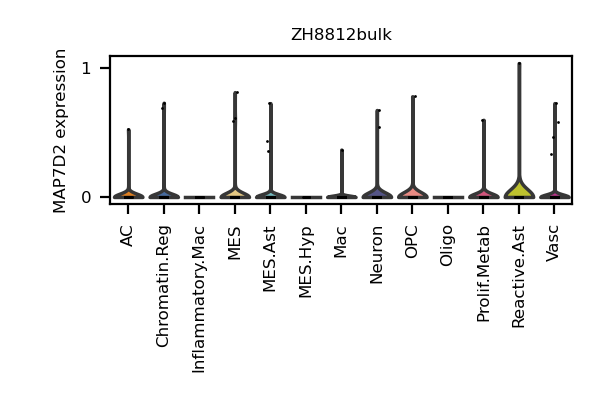 ZH8812bulk
MAP7D2 expression
1
0
AC
Chromatin.Reg
Inflammatory.Mac
MES
MES.Ast
MES.Hyp
Mac
Neuron
OPC
Oligo
Prolif.Metab
Reactive.Ast
Vasc